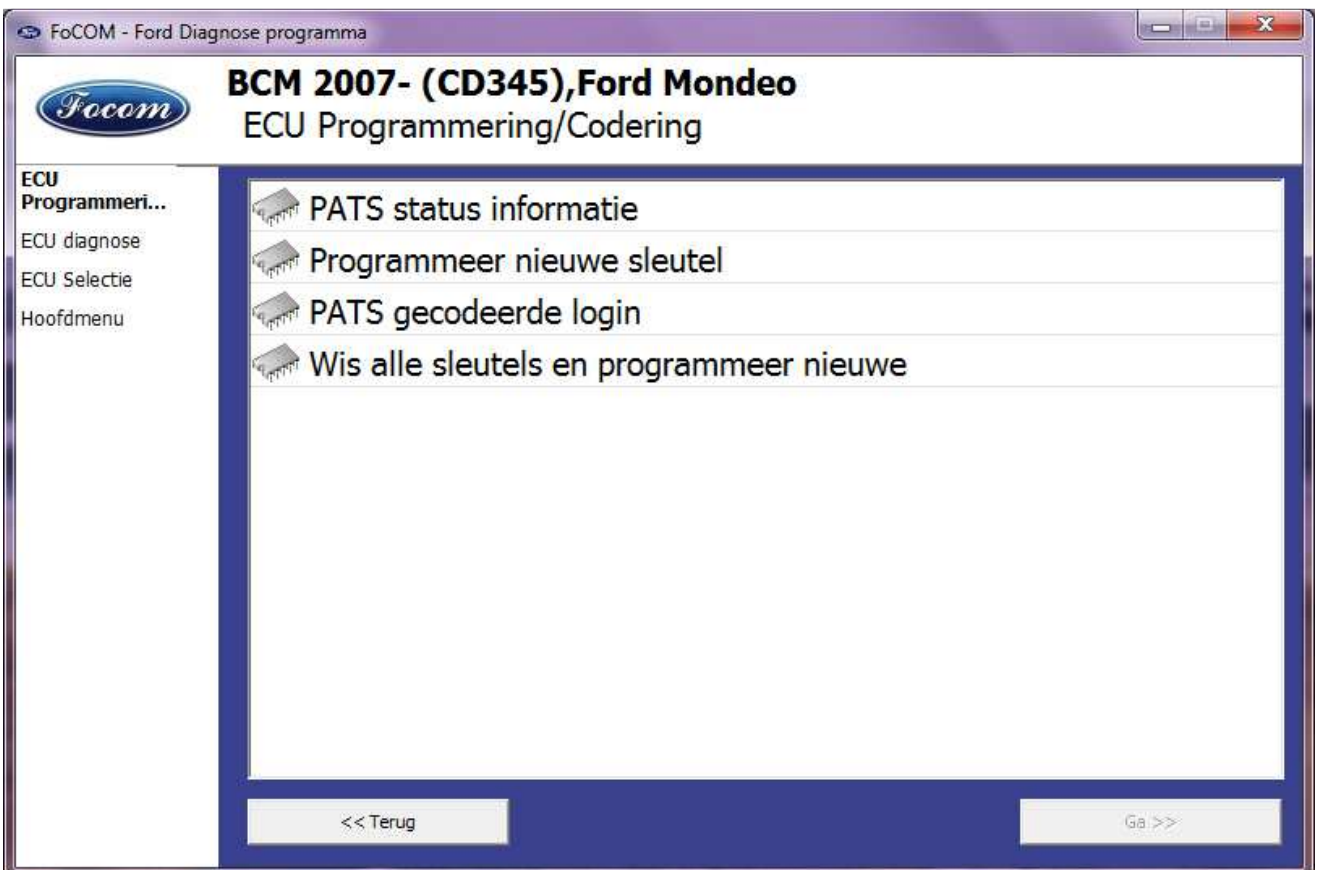 FoCOM - Ford Diagnose programma
Focom
BCM 2007- (CD345),Ford Mondeo
ECU Programmering/Codering
ECU
Programmeri...
ECU diagnose
ECU Selectie
Hoofdmenu
PATS status informatie
Programmeer nieuwe sleutel
PATS gecodeerde login
Wis alle sleutels en programmeer nieuwe
<< Terug
Ga >>